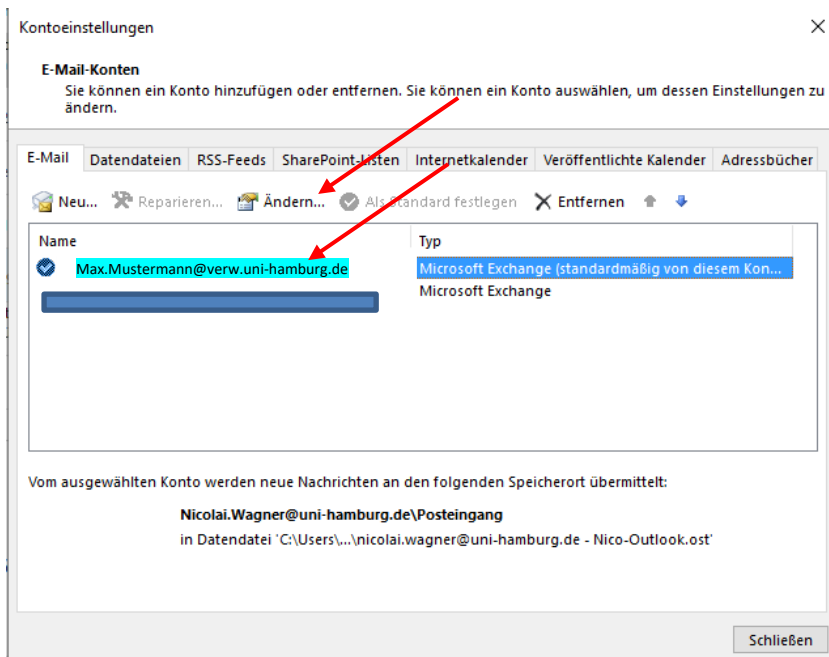 Kontoeinstellungen
E-Mail-Konten
Sie können ein Konto hinzufügen oder entfernen. Sie können ein Konto auswählen, um dessen Einstellungen zu
ändern.
E-Mail Datendateien RSS-Feeds SharePoint-Listen Internetkalender Veröffentlichte Kalender Adressbücher
Neu... Reparieren... Ändern... Als Standard festlegen Entfernen
Name Typ
Max.Mustermann@verw.uni-hamburg.de Microsoft Exchange (standardmäßig von diesem Kon...
Microsoft Exchange
Vom ausgewählten Konto werden neue Nachrichten an den folgenden Speicherort übermittelt:
Nicolai.Wagner@uni-hamburg.de\Posteingang
in Datendatei 'C:\Users\...\nicolai.wagner@uni-hamburg.de - Nico-Outlook.ost'
Schließen